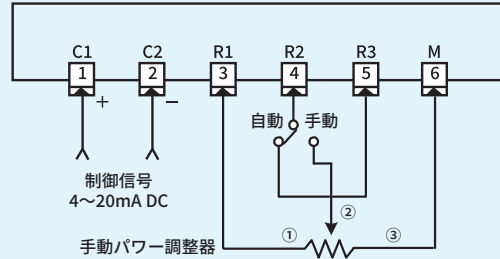 C1 C2 R1 R2 R3 M
1 2 3 4 5 6
+ −
自動 手動
制御信号
4〜20mA DC
②
① ③
手動パワー調整器